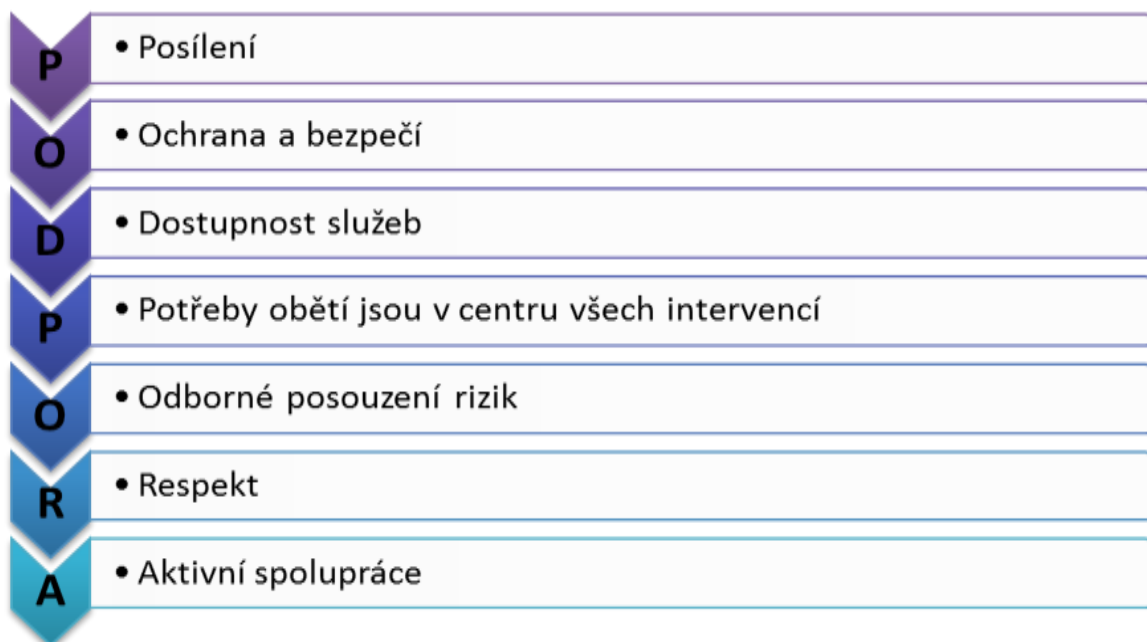 P • Posílení
O • Ochrana a bezpečí
D • Dostupnost služeb
P • Potřeby obětí jsou v centru všech intervencí
O • Odborné posouzení rizik
R • Respekt
A • Aktivní spolupráce